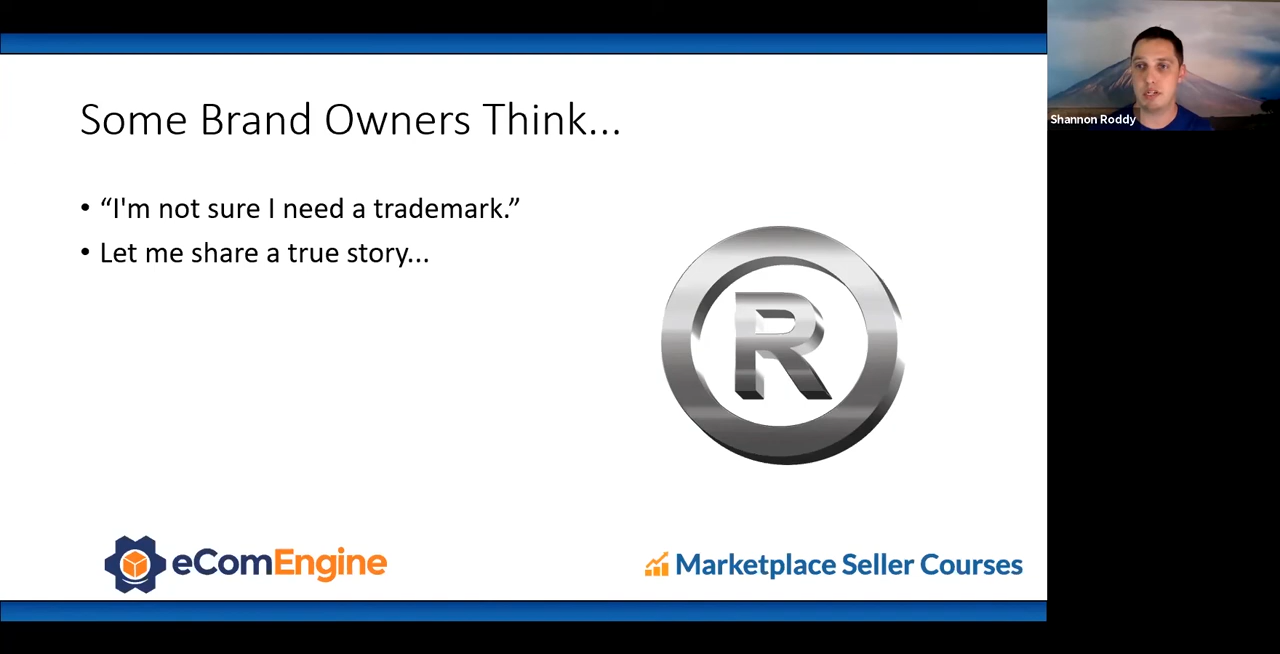 Some Brand Owners Think...
• “I'm not sure I need a trademark.”
• Let me share a true story...
R
eComEngine
Marketplace Seller Courses
Shannon Roddy